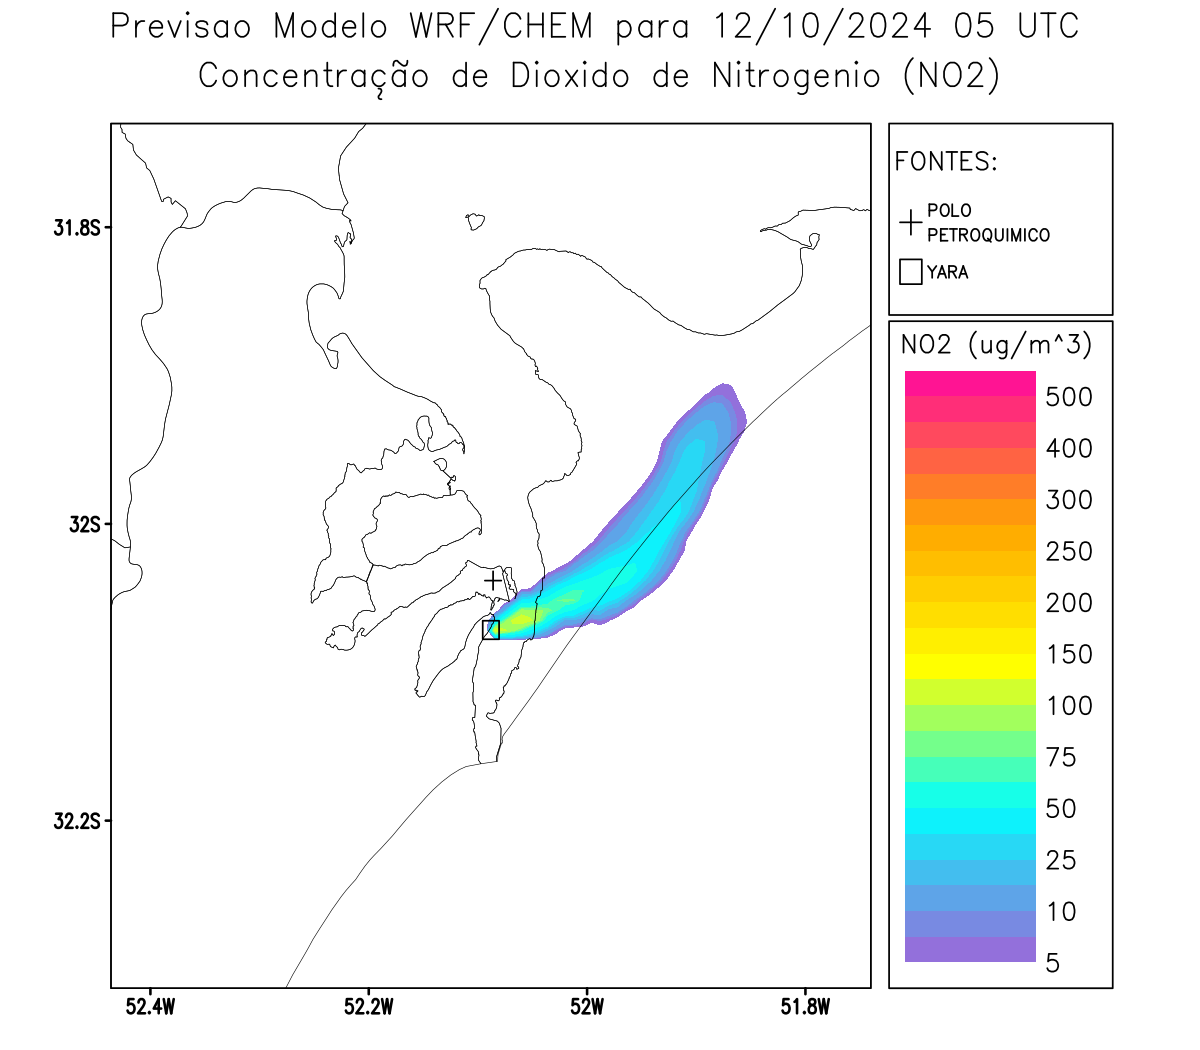 Previsao Modelo WRF/CHEM para 12/10/2024 05 UTC
Concentração de Dioxido de Nitrogenio (NO2)
FONTES:
POLO
PETROQUIMICO
YARA
NO2 (ug/m^3)
500
400
300
250
200
150
100
75
50
25
10
5
31.8S
32S
32.2S
52.4W
52.2W
52W
51.8W